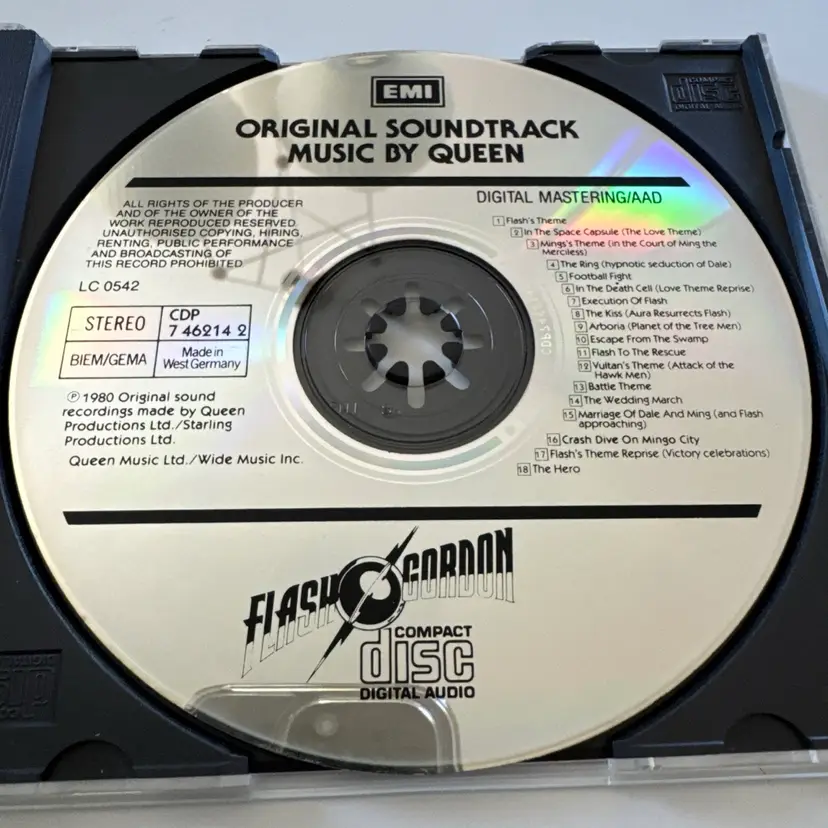 COMPACT
disc
DIGITAL AUDIO
EMI
ORIGINAL SOUNDTRACK
MUSIC BY QUEEN
ALL RIGHTS OF THE PRODUCER
AND OF THE OWNER OF THE
WORK REPRODUCED RESERVED.
UNAUTHORISED COPYING, HIRING,
RENTING, PUBLIC PERFORMANCE
AND BROADCASTING OF
THIS RECORD PROHIBITED
LC 0542
STEREO
CDP
7 46214 2
BIEM/GEMA
Made in
West Germany
Ⓟ 1980 Original sound
recordings made by Queen
Productions Ltd./Starling
Productions Ltd.
Queen Music Ltd./Wide Music Inc.
DIGITAL MASTERING/AAD
1 Flash's Theme
2 In The Space Capsule (The Love Theme)
3 Mings's Theme (in the Court of Ming the
Merciless)
4 The Ring (hypnotic seduction of Dale)
5 Football Fight
6 In The Death Cell (Love Theme Reprise)
7 Execution Of Flash
8 The Kiss (Aura Resurrects Flash)
9 Arboria (Planet of the Tree Men)
10 Escape From The Swamp
11 Flash To The Rescue
12 Vultan's Theme (Attack of the
Hawk Men)
13 Battle Theme
14 The Wedding March
15 Marriage Of Dale And Ming (and Flash
approaching)
16 Crash Dive On Mingo City
17 Flash's Theme Reprise (Victory celebrations)
18 The Hero
FLASH GORDON
COMPACT
disc
DIGITAL AUDIO